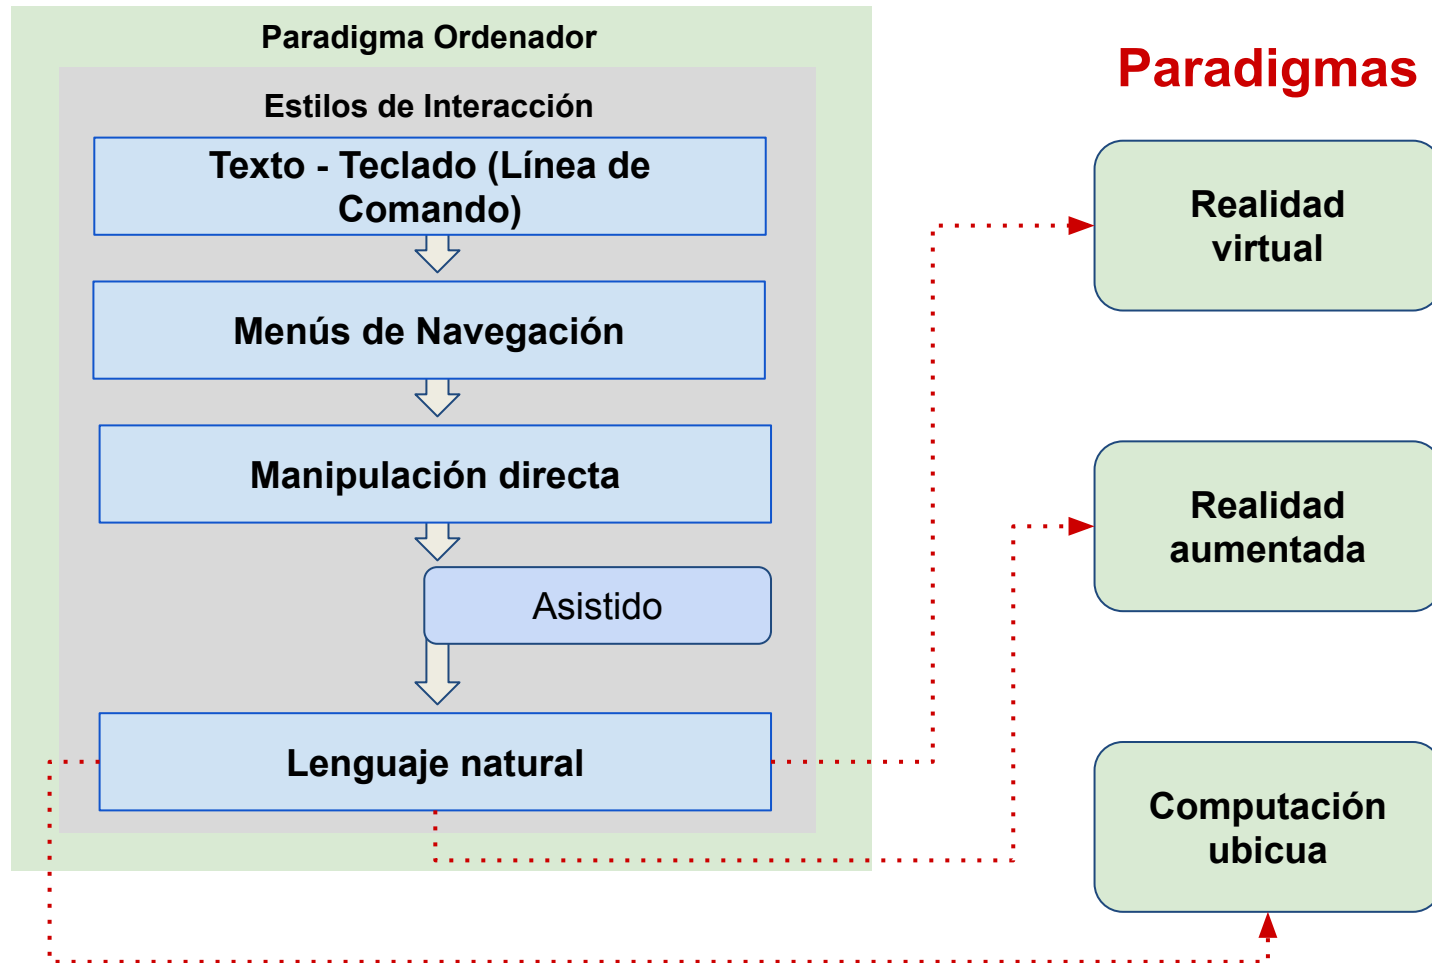 Paradigma Ordenador
Estilos de Interacción
Texto - Teclado (Línea de
Comando)
Menús de Navegación
Manipulación directa
Asistido
Lenguaje natural
Paradigmas
Realidad
virtual
Realidad
aumentada
Computación
ubicua